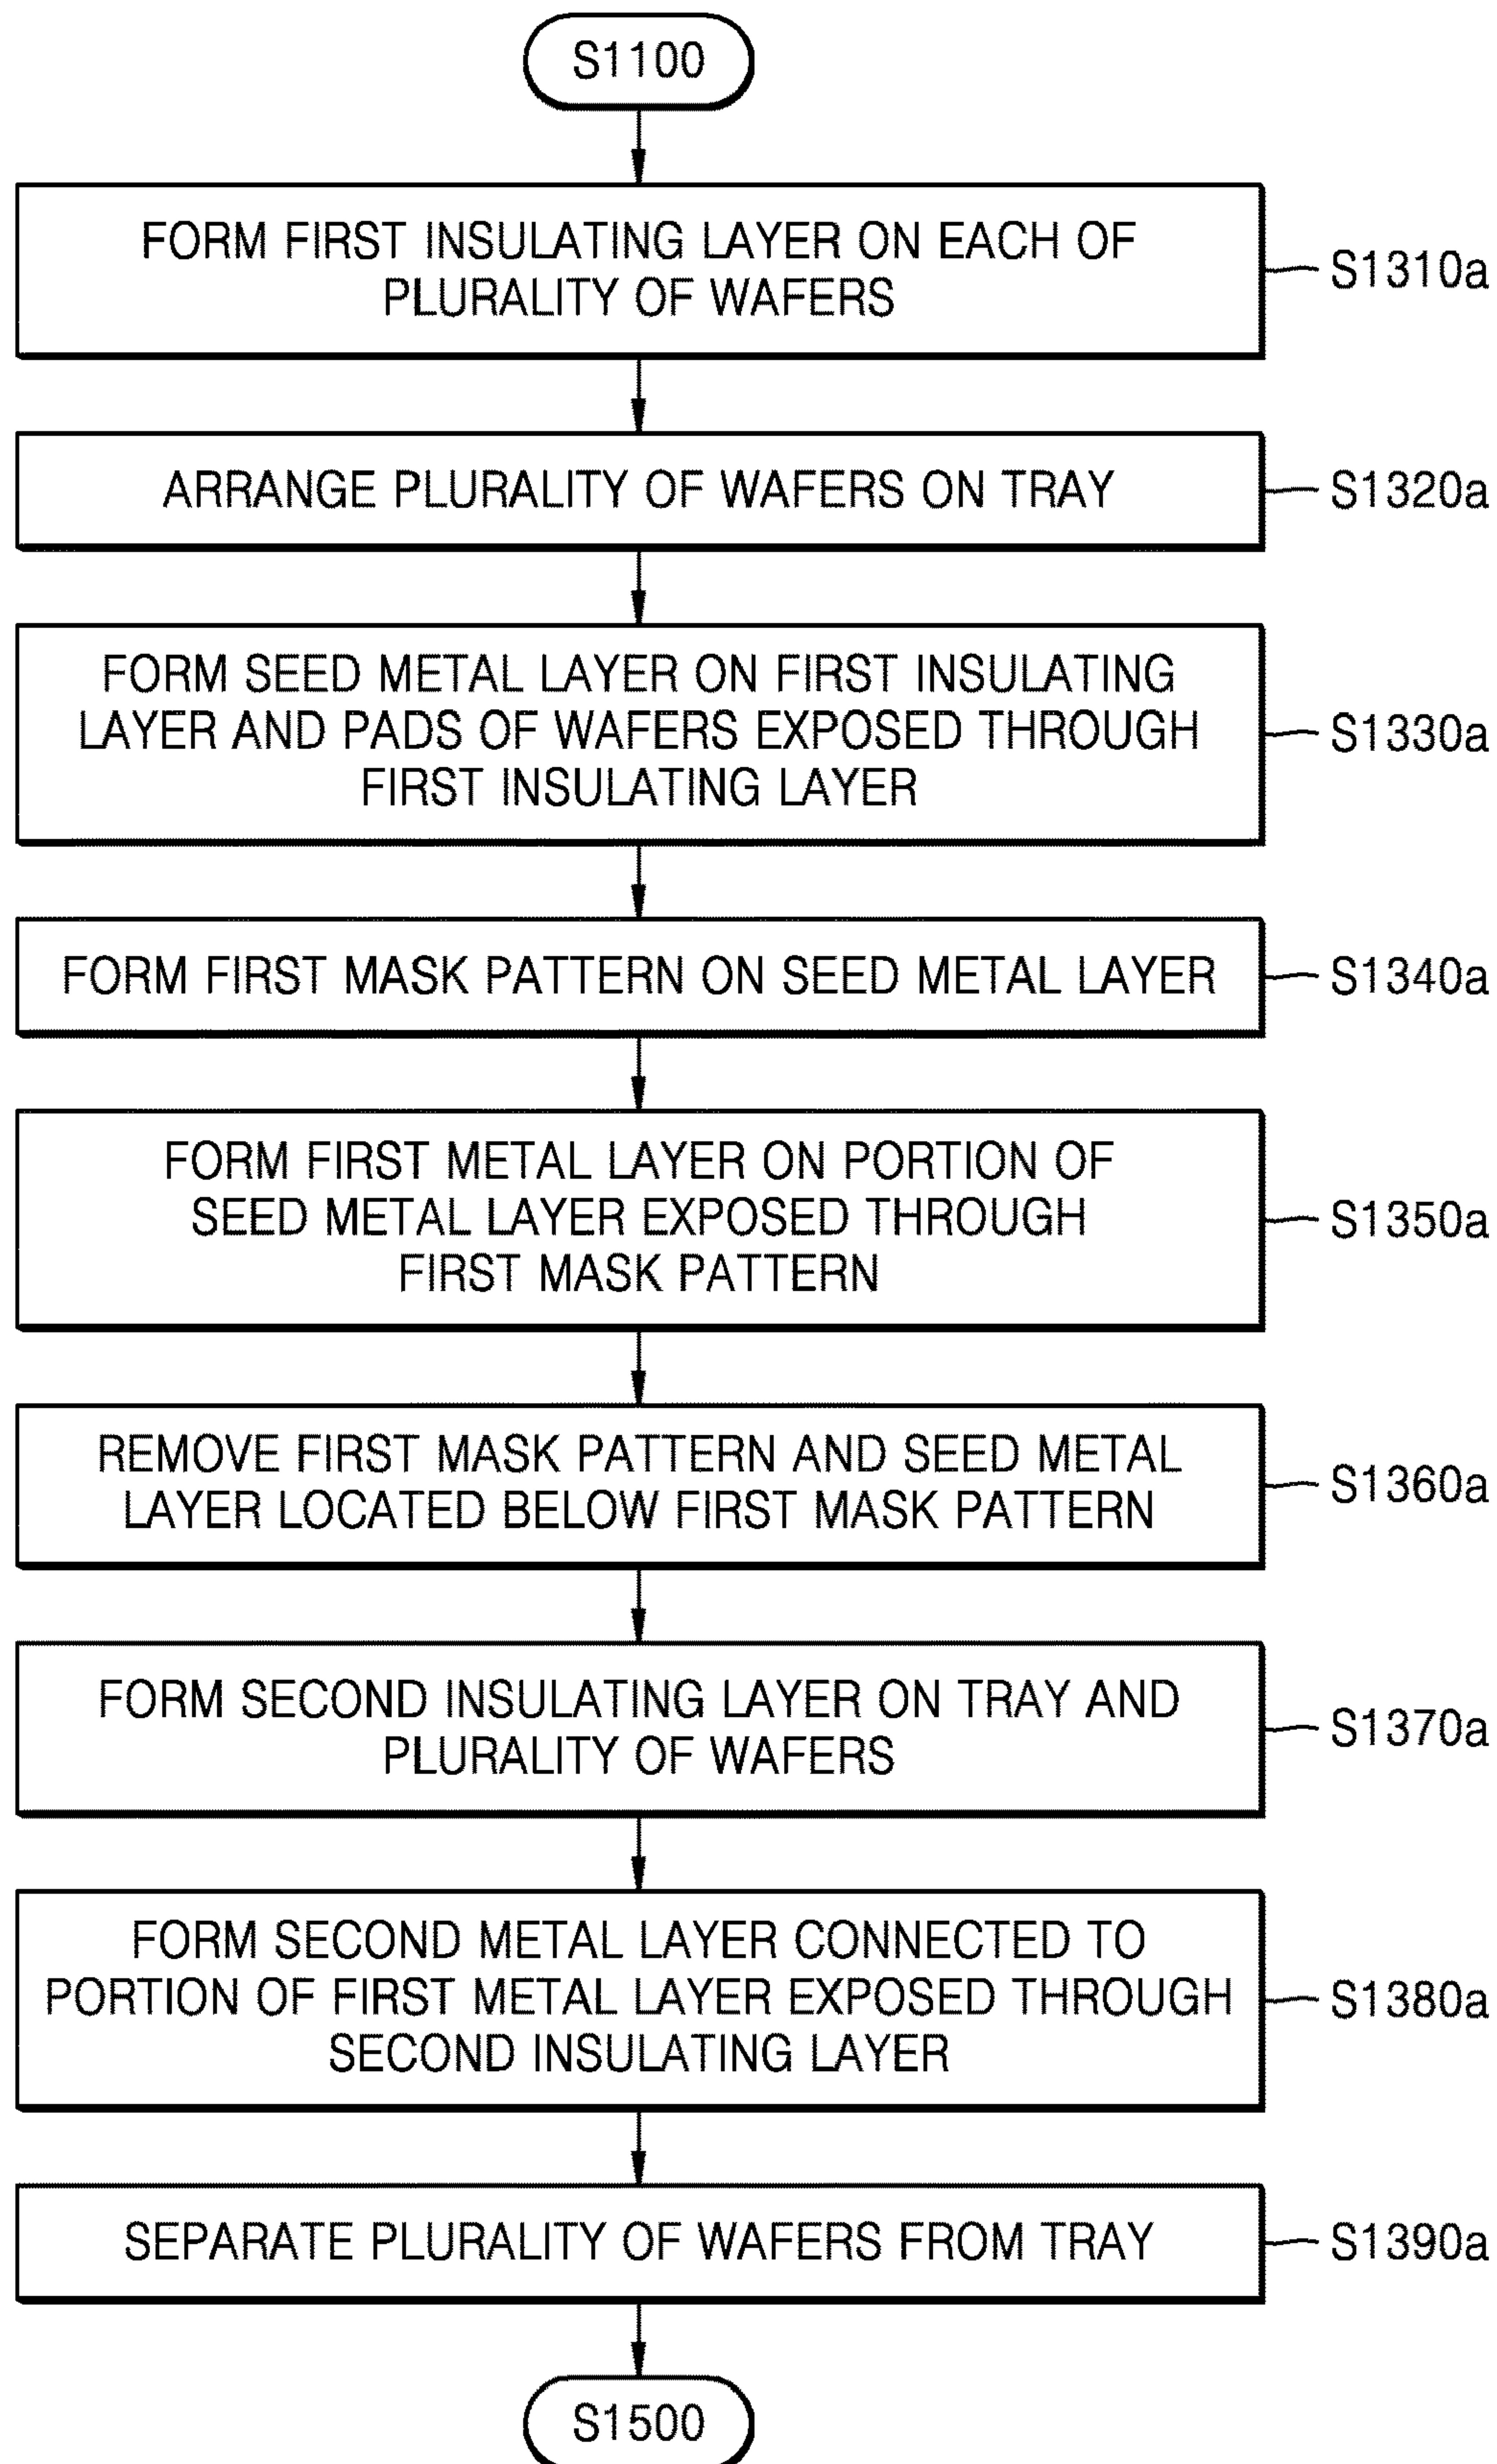 S1100
FORM FIRST INSULATING LAYER ON EACH OF
PLURALITY OF WAFERS
S1310a
ARRANGE PLURALITY OF WAFERS ON TRAY
S1320a
FORM SEED METAL LAYER ON FIRST INSULATING
LAYER AND PADS OF WAFERS EXPOSED THROUGH
FIRST INSULATING LAYER
S1330a
FORM FIRST MASK PATTERN ON SEED METAL LAYER
S1340a
FORM FIRST METAL LAYER ON PORTION OF
SEED METAL LAYER EXPOSED THROUGH
FIRST MASK PATTERN
S1350a
REMOVE FIRST MASK PATTERN AND SEED METAL
LAYER LOCATED BELOW FIRST MASK PATTERN
S1360a
FORM SECOND INSULATING LAYER ON TRAY AND
PLURALITY OF WAFERS
S1370a
FORM SECOND METAL LAYER CONNECTED TO
PORTION OF FIRST METAL LAYER EXPOSED THROUGH
SECOND INSULATING LAYER
S1380a
SEPARATE PLURALITY OF WAFERS FROM TRAY
S1390a
S1500